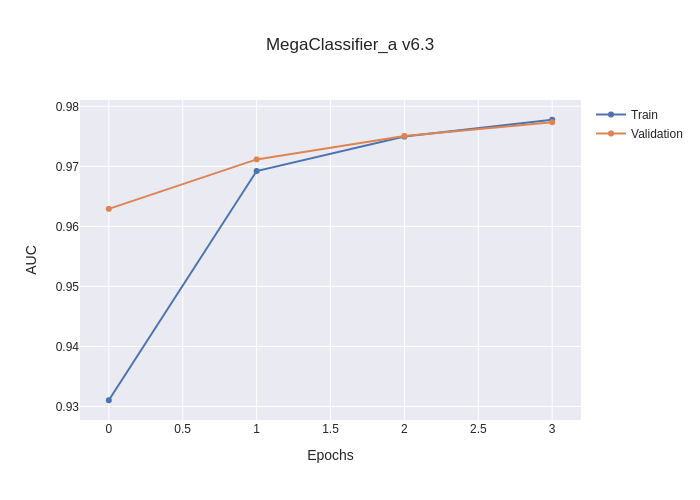 MegaClassifier_a v6.3
0.98
0.97
0.96
0.95
0.94
0.93
AUC
0 0.5 1 1.5 2 2.5 3
Epochs
Train
Validation